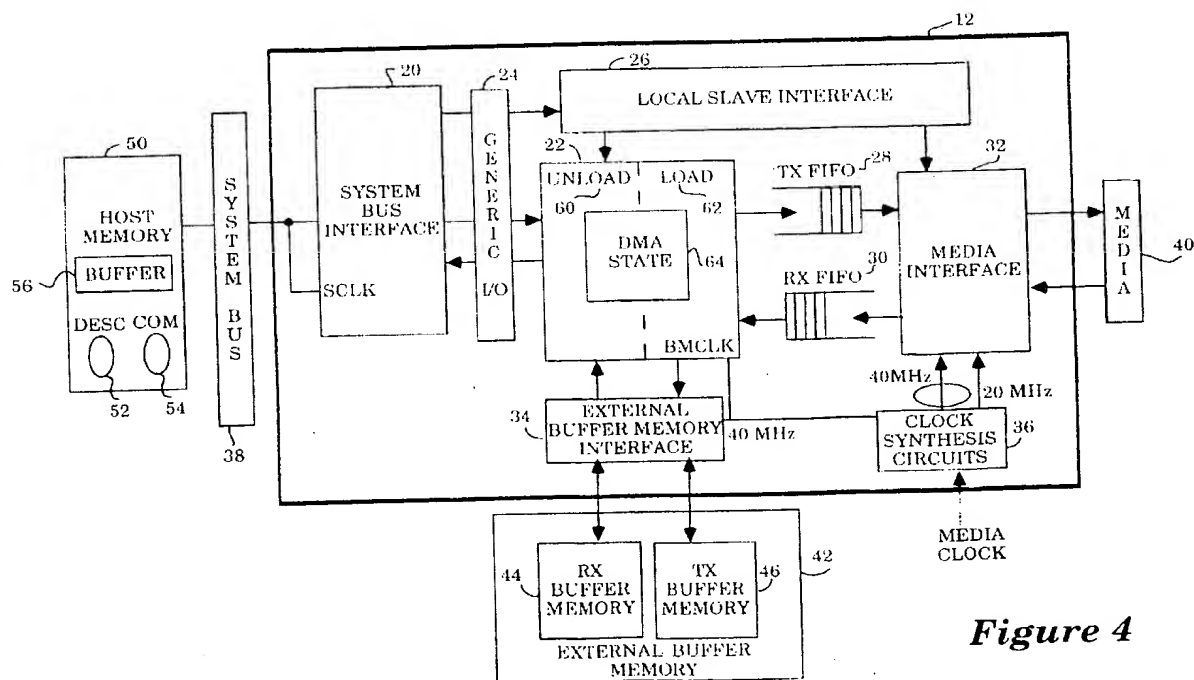 12
20
24
26
LOCAL SLAVE INTERFACE
50
HOST
MEMORY
BUFFER
56
DESC COM
52
54
SYSTEM BUS
38
SYSTEM
BUS
INTERFACE
SCLK
GENERIC I/O
22
UNLOAD
60
LOAD
62
DMA
STATE
64
BMCLK
TX FIFO
28
RX FIFO
30
32
MEDIA
INTERFACE
MEDIA
40
40MHz
20 MHz
34
EXTERNAL
BUFFER MEMORY
INTERFACE
40 MHz
CLOCK
SYNTHESIS
CIRCUITS
36
MEDIA
CLOCK
44
RX
BUFFER
MEMORY
TX
BUFFER
MEMORY
46
42
EXTERNAL BUFFER
MEMORY
Figure 4